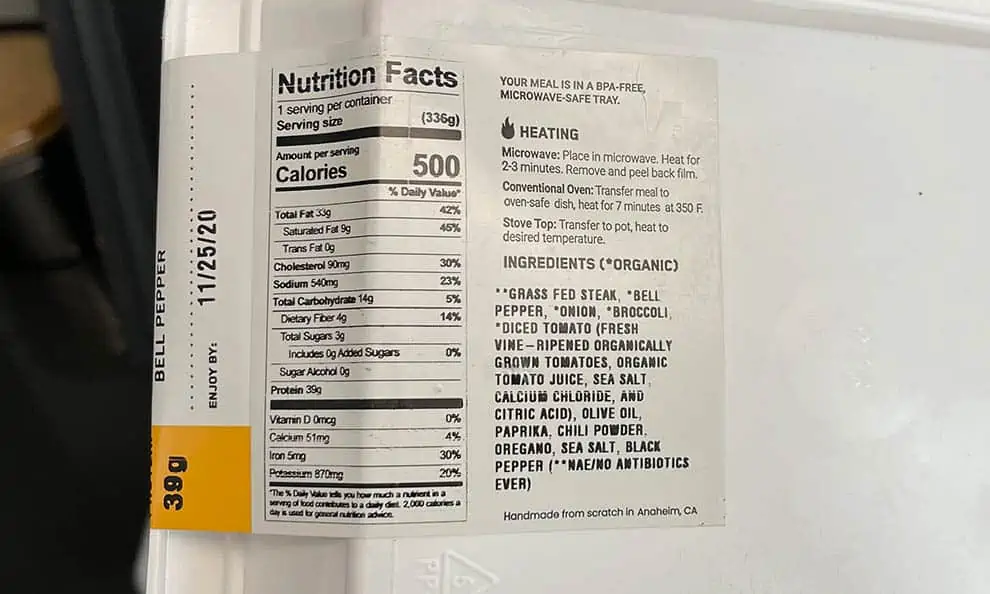 BELL PEPPER
ENJOY BY: 11/25/20
39g
Nutrition Facts
1 serving per container
Serving size (336g)
Amount per serving
Calories 500
% Daily Value*
Total Fat 33g 42%
Saturated Fat 9g 45%
Trans Fat 0g
Cholesterol 90mg 30%
Sodium 540mg 23%
Total Carbohydrate 14g 5%
Dietary Fiber 4g 14%
Total Sugars 3g
Includes 0g Added Sugars 0%
Sugar Alcohol 0g
Protein 39g
Vitamin D 0mcg 0%
Calcium 51mg 4%
Iron 5mg 30%
Potassium 870mg 20%
*The % Daily Value tells you how much a nutrient in a
serving of food contributes to a daily diet. 2,000 calories a
day is used for general nutrition advice.
YOUR MEAL IS IN A BPA-FREE,
MICROWAVE-SAFE TRAY.
HEATING
Microwave: Place in microwave. Heat for
2-3 minutes. Remove and peel back film.
Conventional Oven: Transfer meal to
oven-safe dish, heat for 7 minutes at 350 F.
Stove Top: Transfer to pot, heat to
desired temperature.
INGREDIENTS (*ORGANIC)
**GRASS FED STEAK, *BELL
PEPPER, *ONION, *BROCCOLI,
*DICED TOMATO (FRESH
VINE-RIPENED ORGANICALLY
GROWN TOMATOES, ORGANIC
TOMATO JUICE, SEA SALT,
CALCIUM CHLORIDE, AND
CITRIC ACID), OLIVE OIL,
PAPRIKA, CHILI POWDER,
OREGANO, SEA SALT, BLACK
PEPPER (**NAE/NO ANTIBIOTICS
EVER)
Handmade from scratch in Anaheim, CA